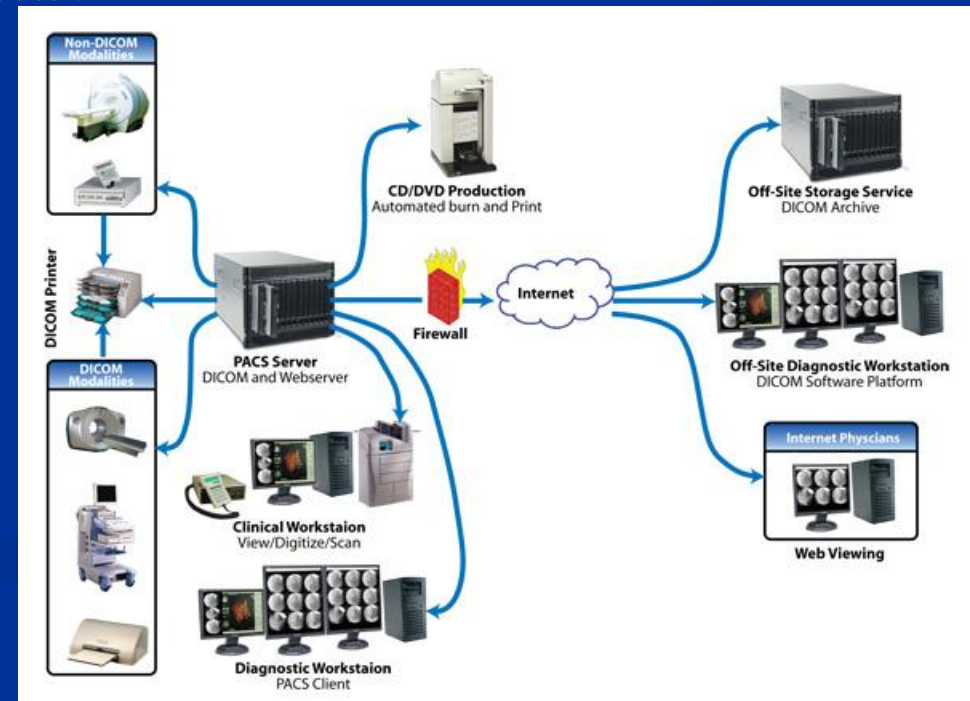 Non-DICOM
Modalities
DICOM Printer
DICOM
Modalities
CD/DVD Production
Automated burn and Print
PACS Server
DICOM and Webserver
Firewall
Internet
Off-Site Storage Service
DICOM Archive
Off-Site Diagnostic Workstation
DICOM Software Platform
Internet Physcians
Web Viewing
Clinical Workstaion
View/Digitize/Scan
Diagnostic Workstaion
PACS Client